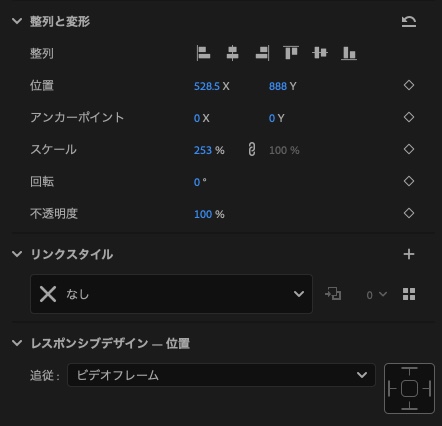 整列と変形
整列
位置 528.5 X 888 Y
アンカーポイント 0 X 0 Y
スケール 253 % 100 %
回転 0 °
不透明度 100 %
リンクスタイル
なし 0
レスポンシブデザイン — 位置
追従 : ビデオフレーム